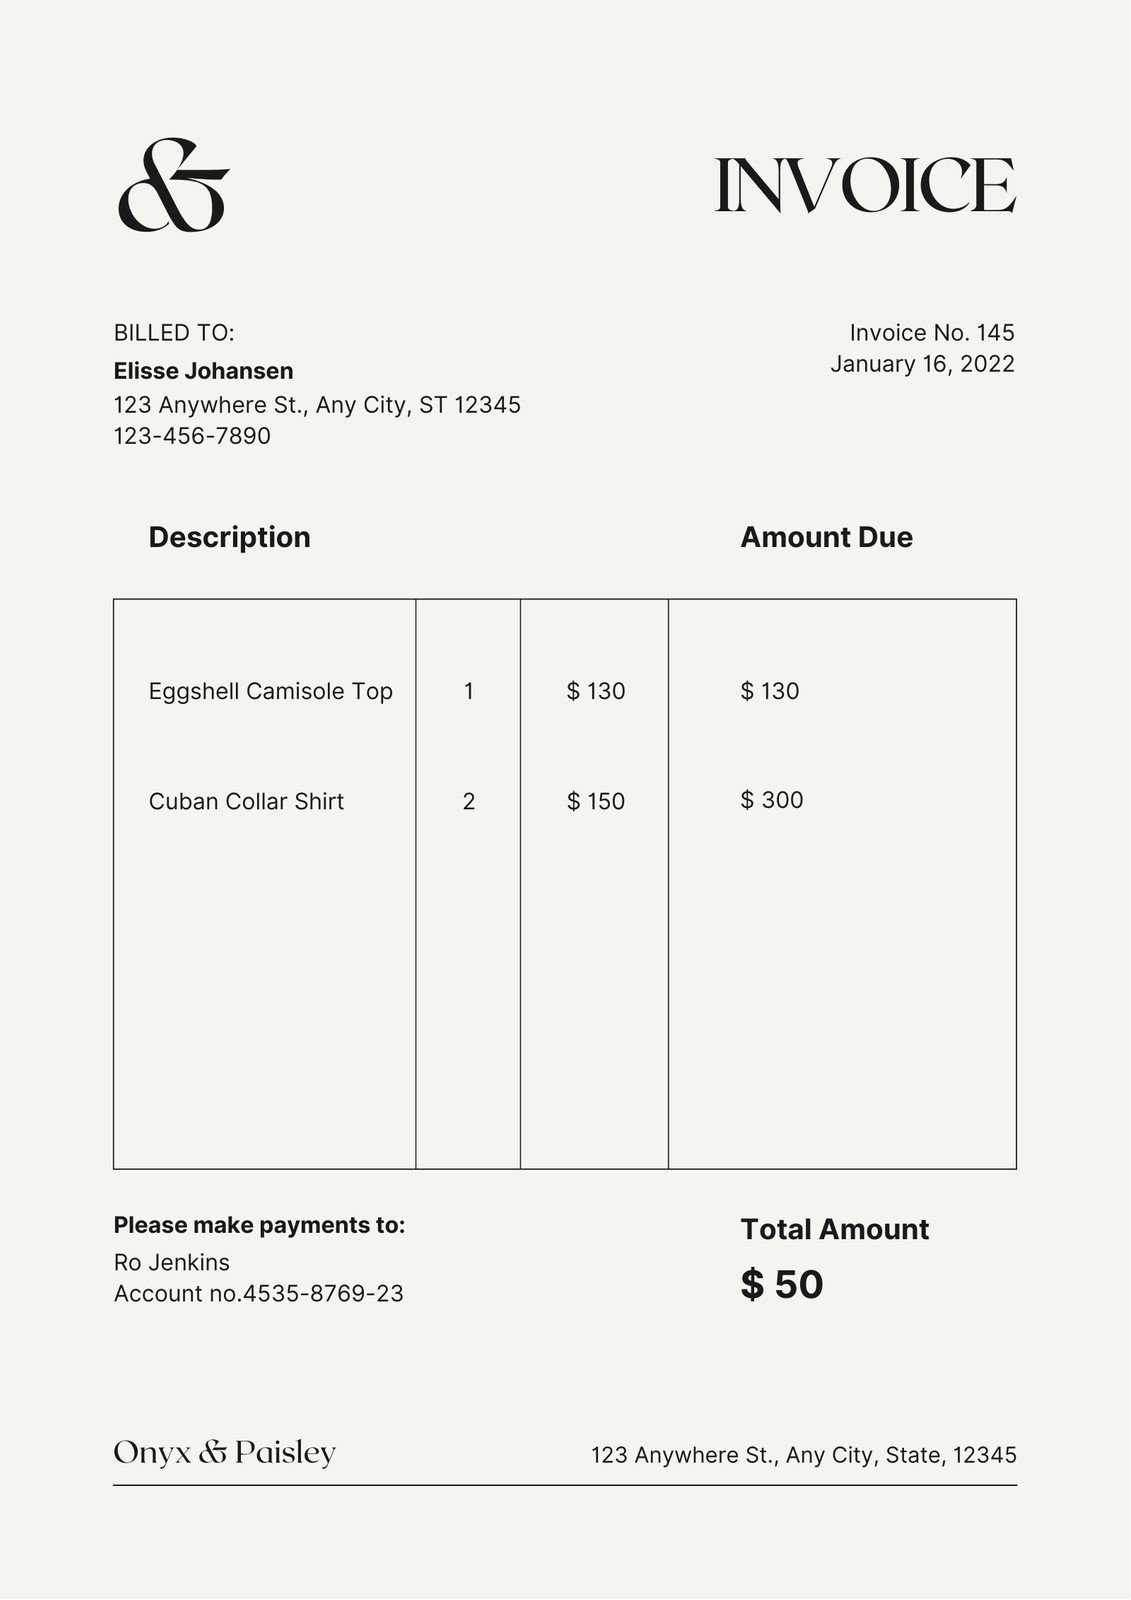 &
INVOICE
BILLED TO:
Elisse Johansen
123 Anywhere St., Any City, ST 12345
123-456-7890
Invoice No. 145
January 16, 2022
Description Amount Due
Eggshell Camisole Top 1 $ 130 $ 130
Cuban Collar Shirt 2 $ 150 $ 300
Please make payments to:
Ro Jenkins
Account no.4535-8769-23
Total Amount
$ 50
Onyx & Paisley
123 Anywhere St., Any City, State, 12345